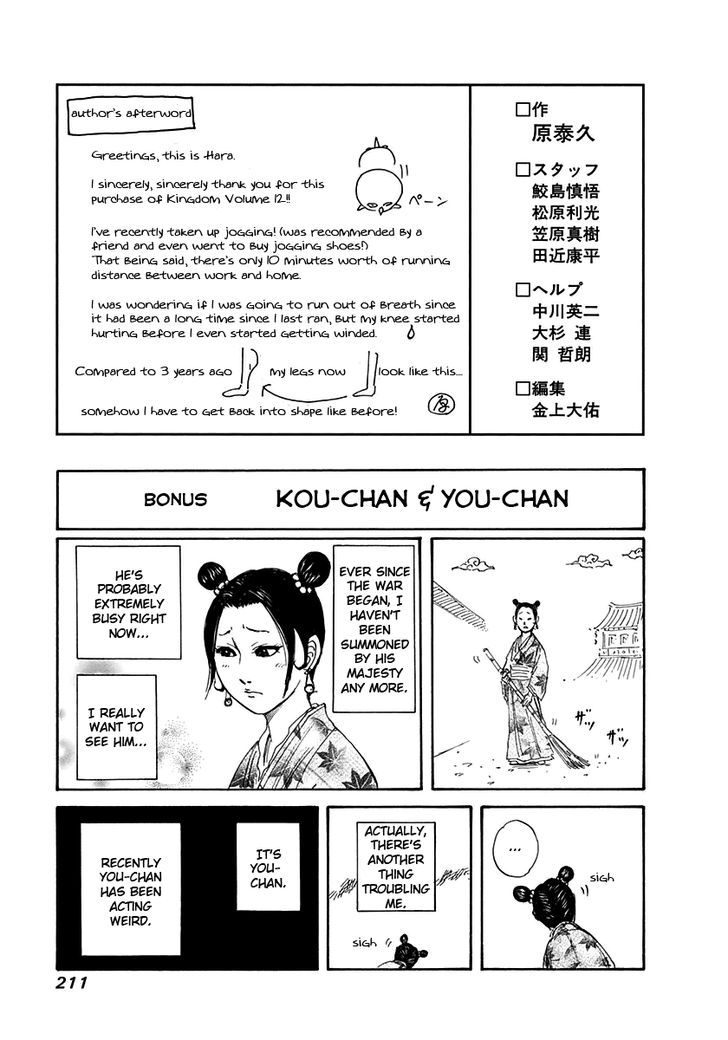 author's afterword
Greetings, this is Hara.
I sincerely, sincerely thank you for this
purchase of Kingdom Volume 12!!
ペーン
I've recently taken up jogging! (was recommended by a
friend and even went to buy jogging shoes!)
That being said, there's only 10 minutes worth of running
distance between work and home.
I was wondering if I was going to run out of breath since
it had been a long time since I last ran, but my knee started
hurting before I even started getting winded.
Compared to 3 years ago my legs now look like this...
somehow I have to get back into shape like before!
□作
原泰久
□スタッフ
鮫島慎悟
松原利光
笠原真樹
田近康平
□ヘルプ
中川英二
大杉 連
関 哲朗
□編集
金上大佑
BONUS KOU-CHAN & YOU-CHAN
ザッ
ザッ
EVER SINCE
THE WAR
BEGAN, I
HAVEN'T
BEEN
SUMMONED
BY HIS
MAJESTY
ANY MORE.
HE'S
PROBABLY
EXTREMELY
BUSY RIGHT
NOW...
I REALLY
WANT TO
SEE HIM...
...
sigh
ACTUALLY,
THERE'S
ANOTHER
THING
TROUBLING
ME.
sigh
IT'S
YOU-
CHAN.
RECENTLY
YOU-CHAN
HAS BEEN
ACTING
WEIRD.
211